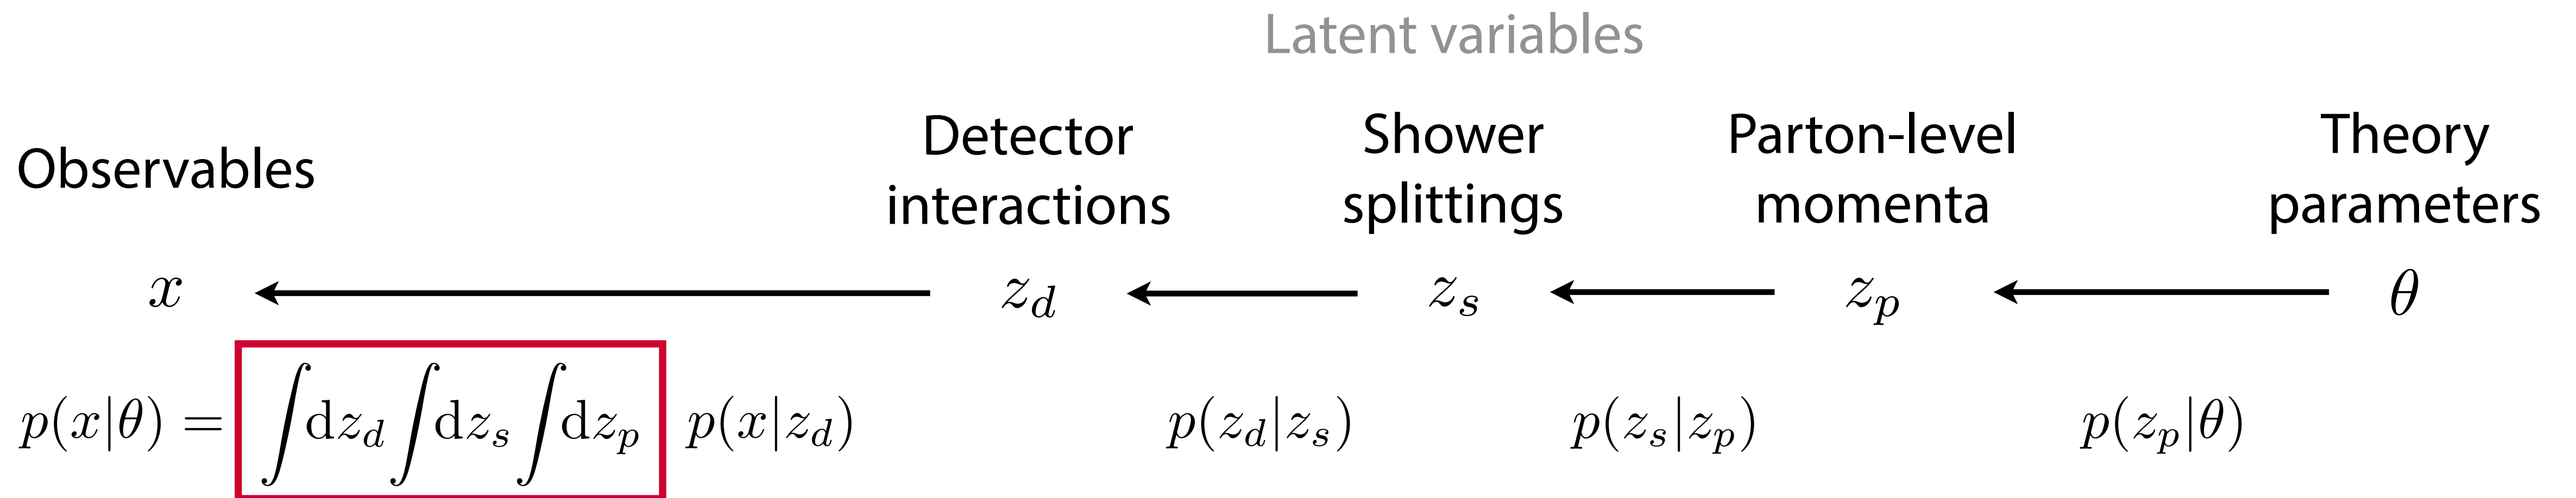 Latent variables
Observables
Detector interactions
Shower splittings
Parton-level momenta
Theory parameters
x ← z_d ← z_s ← z_p ← θ
p(x|θ) = ∫dz_d ∫dz_s ∫dz_p p(x|z_d) p(z_d|z_s) p(z_s|z_p) p(z_p|θ)